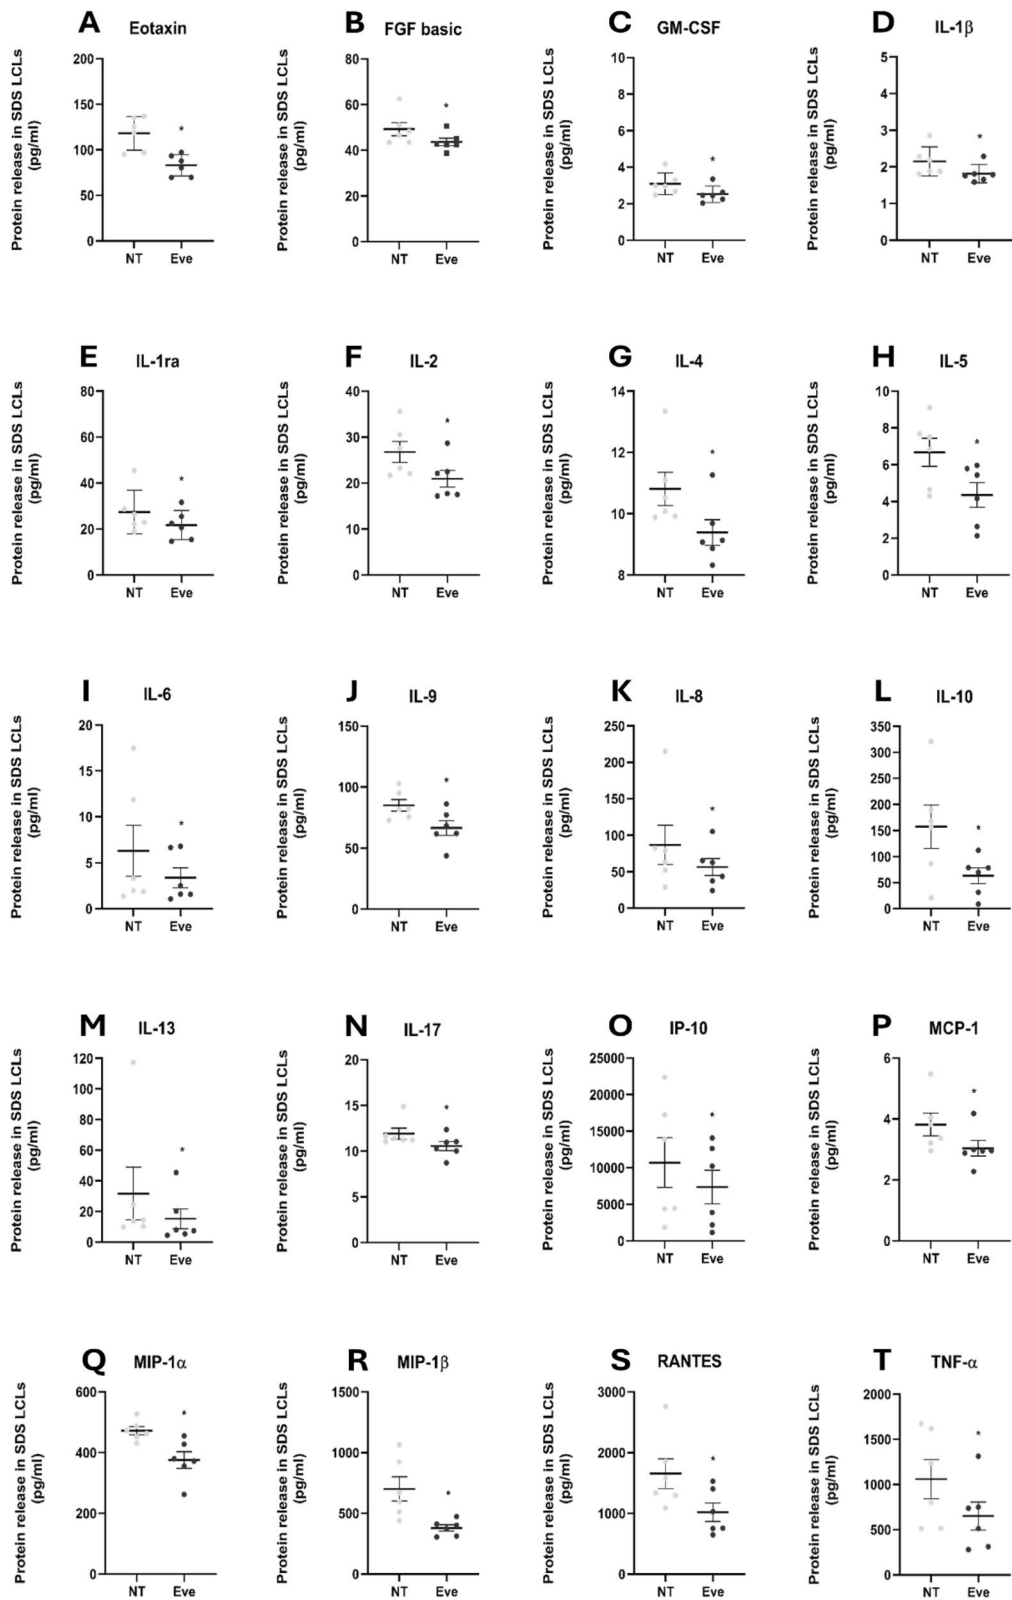 A Eotaxin
Protein release in SDS LCLs
(pg/ml)
200
150
100
50
0
NT Eve
*
B FGF basic
Protein release in SDS LCLs
(pg/ml)
80
60
40
20
0
NT Eve
*
C GM-CSF
Protein release in SDS LCLs
(pg/ml)
10
8
6
4
2
0
NT Eve
*
D IL-1β
Protein release in SDS LCLs
(pg/ml)
5
4
3
2
1
0
NT Eve
*
E IL-1ra
Protein release in SDS LCLs
(pg/ml)
80
60
40
20
0
NT Eve
*
F IL-2
Protein release in SDS LCLs
(pg/ml)
40
30
20
10
0
NT Eve
*
G IL-4
Protein release in SDS LCLs
(pg/ml)
14
12
10
8
NT Eve
*
H IL-5
Protein release in SDS LCLs
(pg/ml)
10
8
6
4
2
0
NT Eve
*
I IL-6
Protein release in SDS LCLs
(pg/ml)
20
15
10
5
0
NT Eve
*
J IL-9
Protein release in SDS LCLs
(pg/ml)
150
100
50
0
NT Eve
*
K IL-8
Protein release in SDS LCLs
(pg/ml)
250
200
150
100
50
0
NT Eve
*
L IL-10
Protein release in SDS LCLs
(pg/ml)
350
300
250
200
150
100
50
0
NT Eve
*
M IL-13
Protein release in SDS LCLs
(pg/ml)
120
100
80
60
40
20
0
NT Eve
*
N IL-17
Protein release in SDS LCLs
(pg/ml)
20
15
10
5
0
NT Eve
*
O IP-10
Protein release in SDS LCLs
(pg/ml)
25000
20000
15000
10000
5000
0
NT Eve
*
P MCP-1
Protein release in SDS LCLs
(pg/ml)
6
4
2
0
NT Eve
*
Q MIP-1α
Protein release in SDS LCLs
(pg/ml)
600
400
200
0
NT Eve
*
R MIP-1β
Protein release in SDS LCLs
(pg/ml)
1500
1000
500
0
NT Eve
*
S RANTES
Protein release in SDS LCLs
(pg/ml)
3000
2000
1000
0
NT Eve
*
T TNF-α
Protein release in SDS LCLs
(pg/ml)
2000
1500
1000
500
0
NT Eve
*